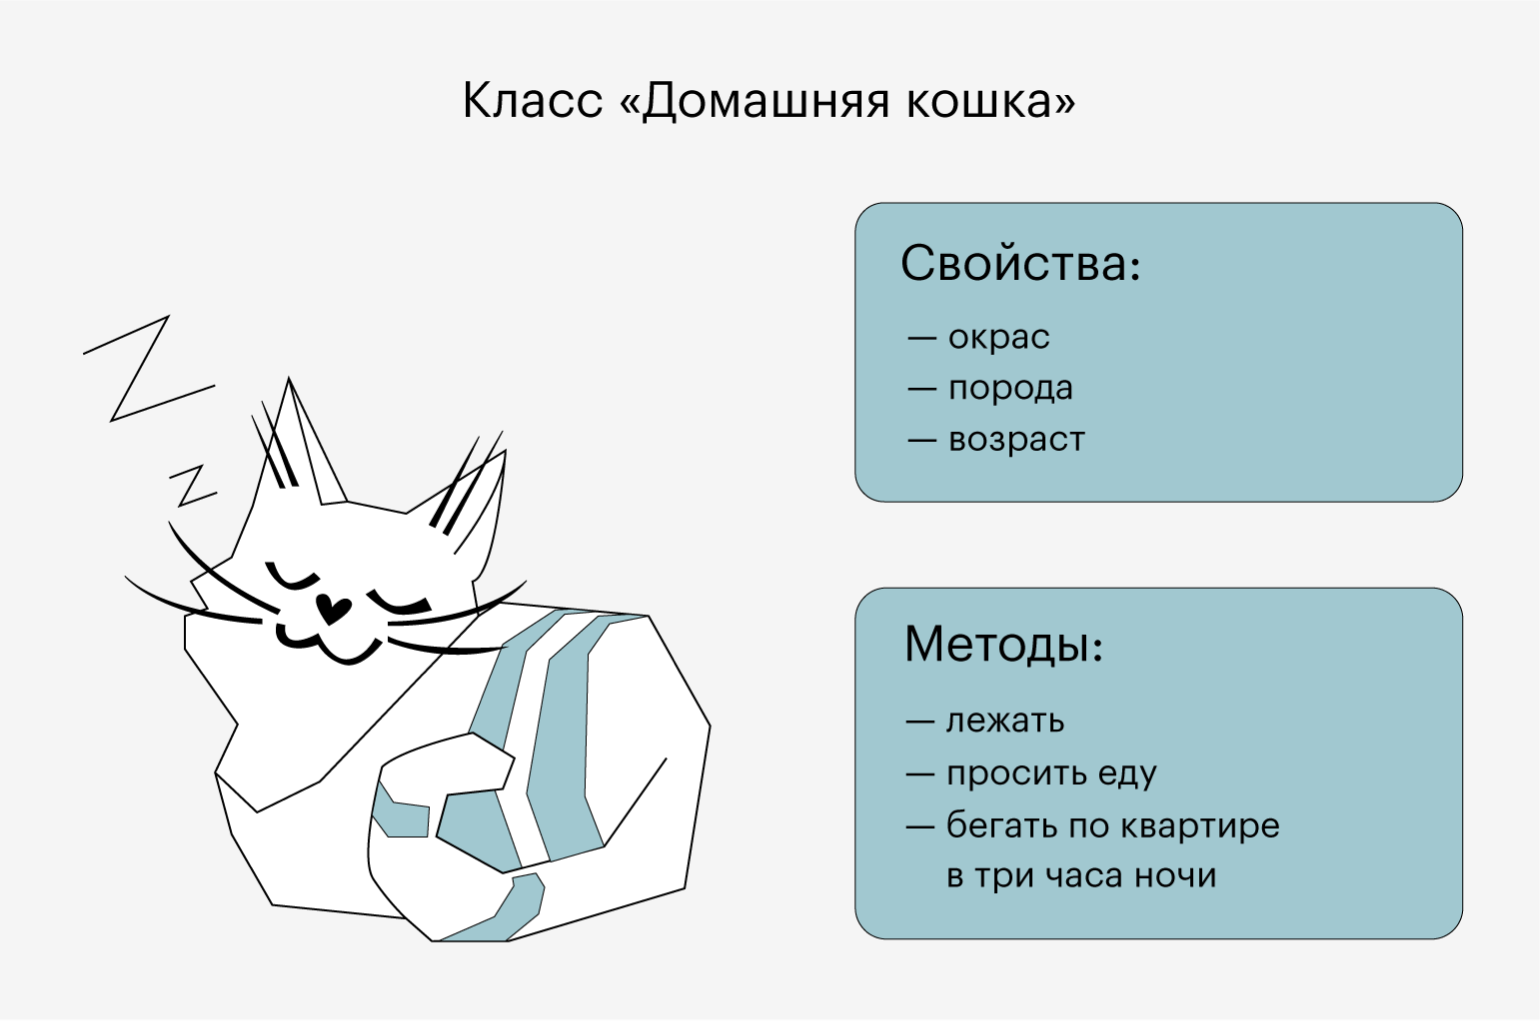 Класс «Домашняя кошка»
Z
z
Свойства:
— окрас
— порода
— возраст
Методы:
— лежать
— просить еду
— бегать по квартире
в три часа ночи